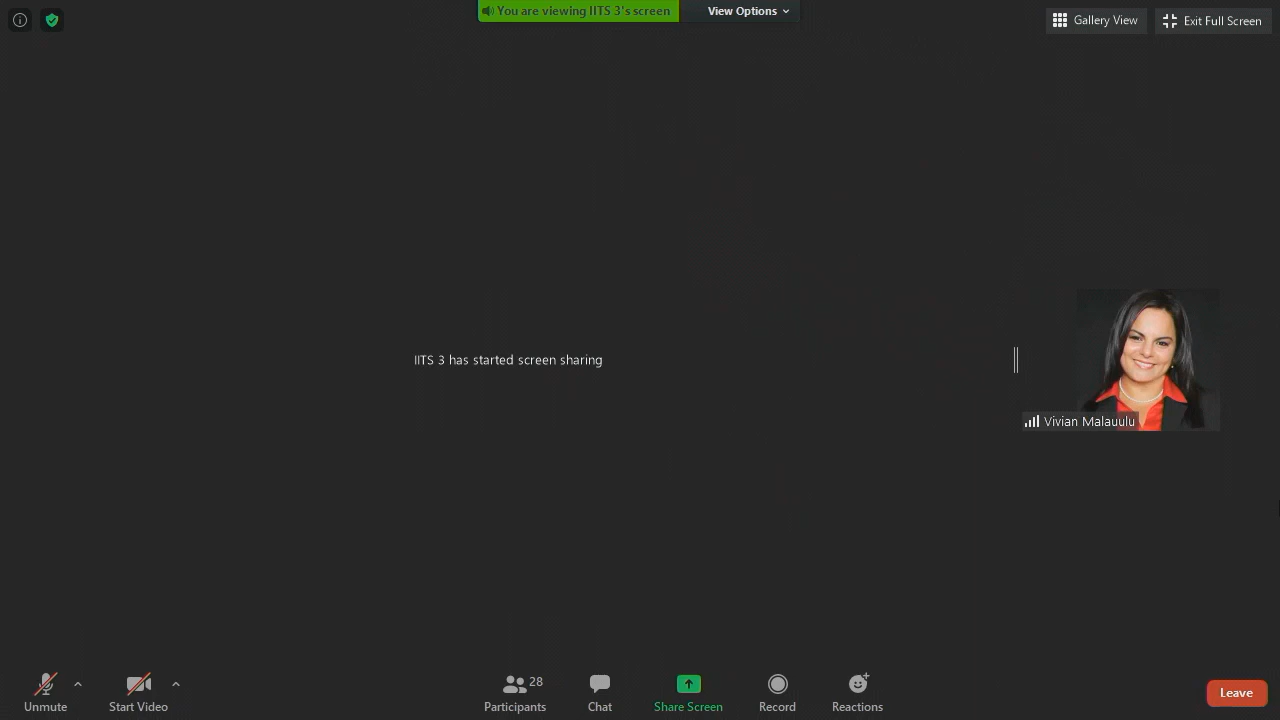 You are viewing IITS 3's screen
View Options
Gallery View
Exit Full Screen
IITS 3 has started screen sharing
Vivian Malauulu
Unmute
Start Video
28
Participants
Chat
Share Screen
Record
Reactions
Leave